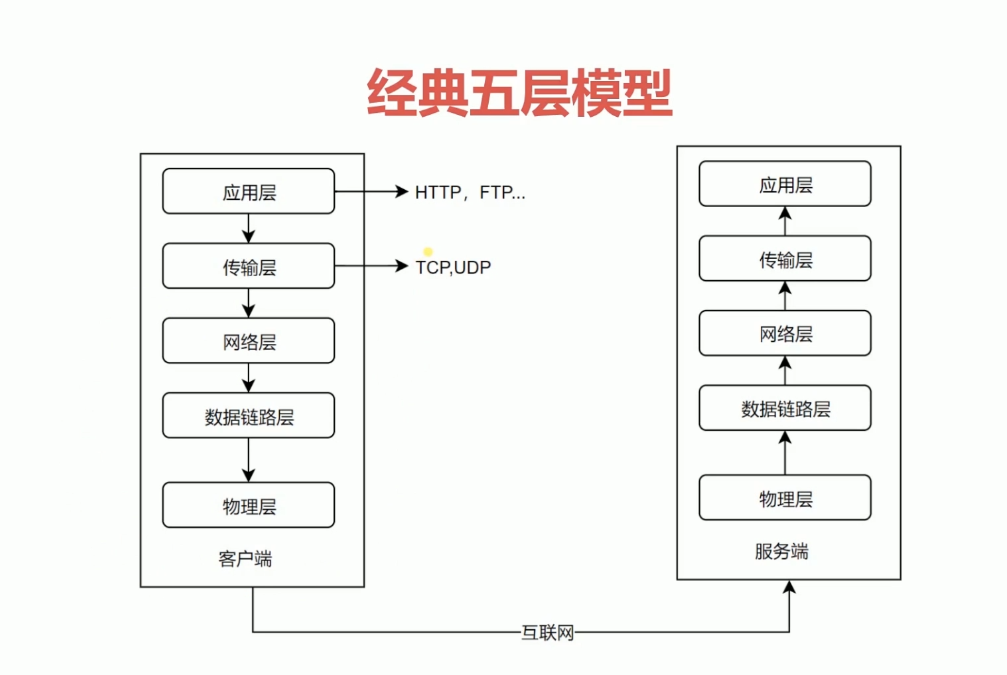 经典五层模型
应用层
HTTP，FTP...
传输层
TCP,UDP
网络层
数据链路层
物理层
客户端
应用层
传输层
网络层
数据链路层
物理层
服务端
互联网